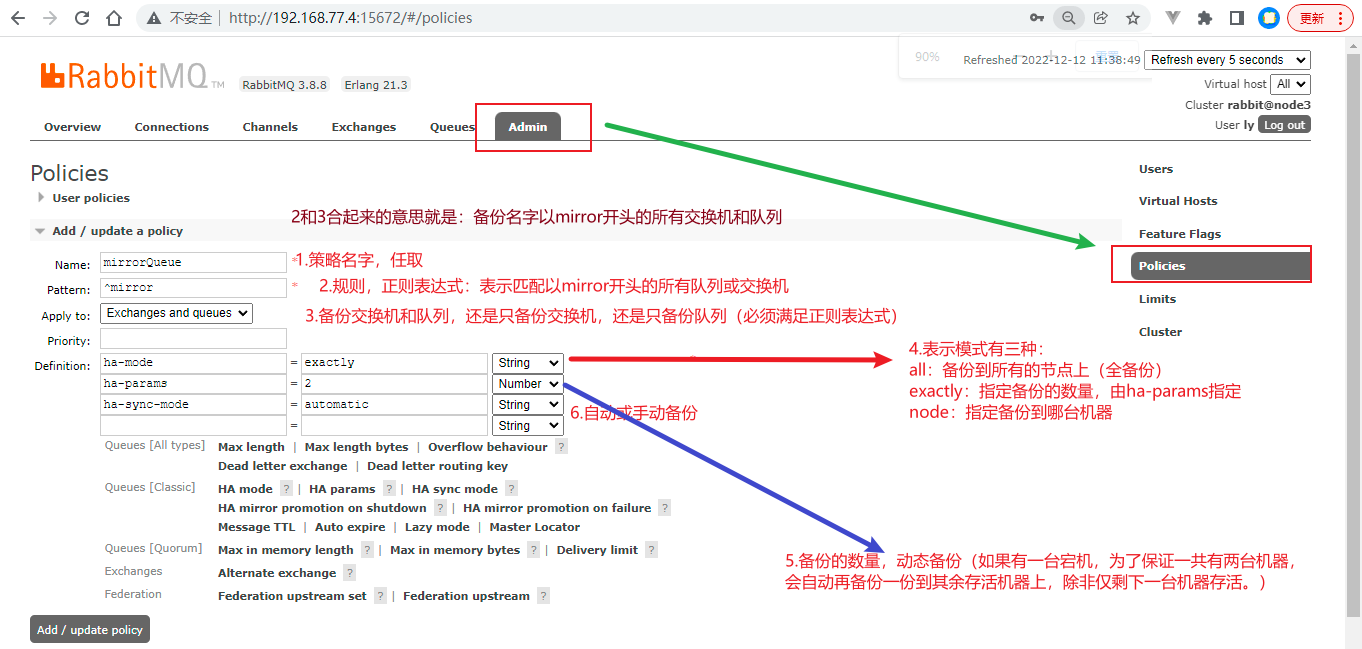 不安全 | http://192.168.77.4:15672/#/policies
更新
90%
重置
Refreshed 2022-12-12 11:38:49 Refresh every 5 seconds
RabbitMQ TM RabbitMQ 3.8.8 Erlang 21.3
Virtual host All
Cluster rabbit@node3
User ly Log out
Overview Connections Channels Exchanges Queues Admin
Users
Virtual Hosts
Feature Flags
Policies
Limits
Cluster
Policies
User policies
2和3合起来的意思就是：备份名字以mirror开头的所有交换机和队列
Add / update a policy
Name: mirrorQueue * 1.策略名字，任取
Pattern: ^mirror * 2.规则，正则表达式：表示匹配以mirror开头的所有队列或交换机
Apply to: Exchanges and queues 3.备份交换机和队列，还是只备份交换机，还是只备份队列（必须满足正则表达式）
Priority:
Definition: ha-mode = exactly String
ha-params = 2 Number
ha-sync-mode = automatic String
= String
4.表示模式有三种：
all：备份到所有的节点上（全备份）
exactly：指定备份的数量，由ha-params指定
node：指定备份到哪台机器
6.自动或手动备份
Queues [All types] Max length | Max length bytes | Overflow behaviour ?
Dead letter exchange | Dead letter routing key
Queues [Classic] HA mode ? | HA params ? | HA sync mode ?
HA mirror promotion on shutdown ? | HA mirror promotion on failure ?
Message TTL | Auto expire | Lazy mode | Master Locator
Queues [Quorum] Max in memory length ? | Max in memory bytes ? | Delivery limit ?
Exchanges Alternate exchange ?
Federation Federation upstream set ? | Federation upstream ?
5.备份的数量，动态备份（如果有一台宕机，为了保证一共有两台机器，
会自动再备份一份到其余存活机器上，除非仅剩下一台机器存活。）
Add / update policy